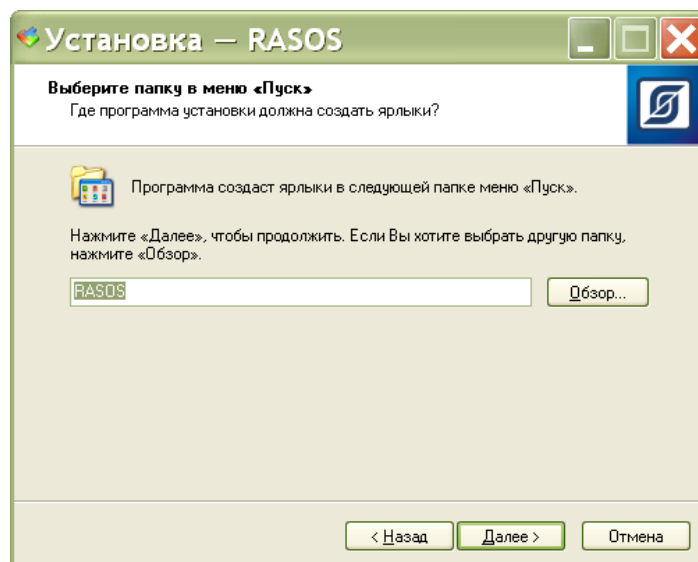 Установка — RASOS
Выберите папку в меню «Пуск»
Где программа установки должна создать ярлыки?
Программа создаст ярлыки в следующей папке меню «Пуск».
Нажмите «Далее», чтобы продолжить. Если Вы хотите выбрать другую папку,
нажмите «Обзор».
RASOS
Обзор...
< Назад
Далее >
Отмена